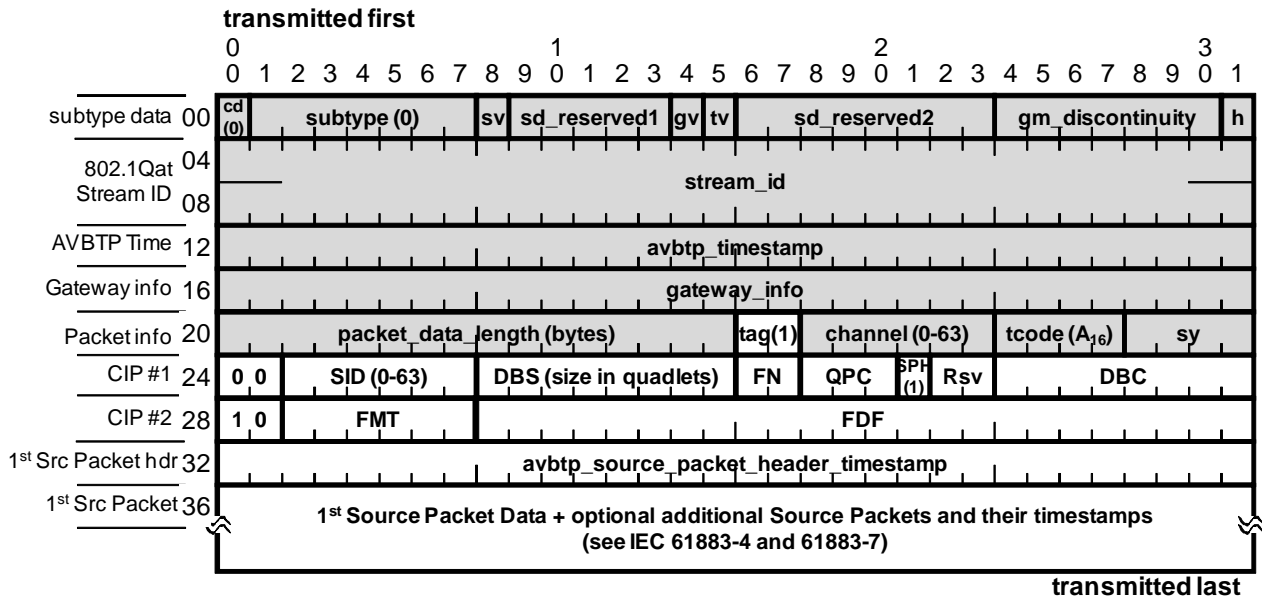 transmitted first
0 1 2 3
0 1 2 3 4 5 6 7 8 9 0 1 2 3 4 5 6 7 8 9 0 1 2 3 4 5 6 7 8 9 0 1
subtype data 00 cd (0) subtype (0) sv sd_reserved1 gv tv sd_reserved2 gm_discontinuity h
802.1Qat Stream ID 04 08 stream_id
AVBTP Time 12 avbtp_timestamp
Gateway info 16 gateway_info
Packet info 20 packet_data_length (bytes) tag(1) channel (0-63) tcode (A16) sy
CIP #1 24 0 0 SID (0-63) DBS (size in quadlets) FN QPC SPH (1) Rsv DBC
CIP #2 28 1 0 FMT FDF
1st Src Packet hdr 32 avbtp_source_packet_header_timestamp
1st Src Packet 36 1st Source Packet Data + optional additional Source Packets and their timestamps
(see IEC 61883-4 and 61883-7)
transmitted last